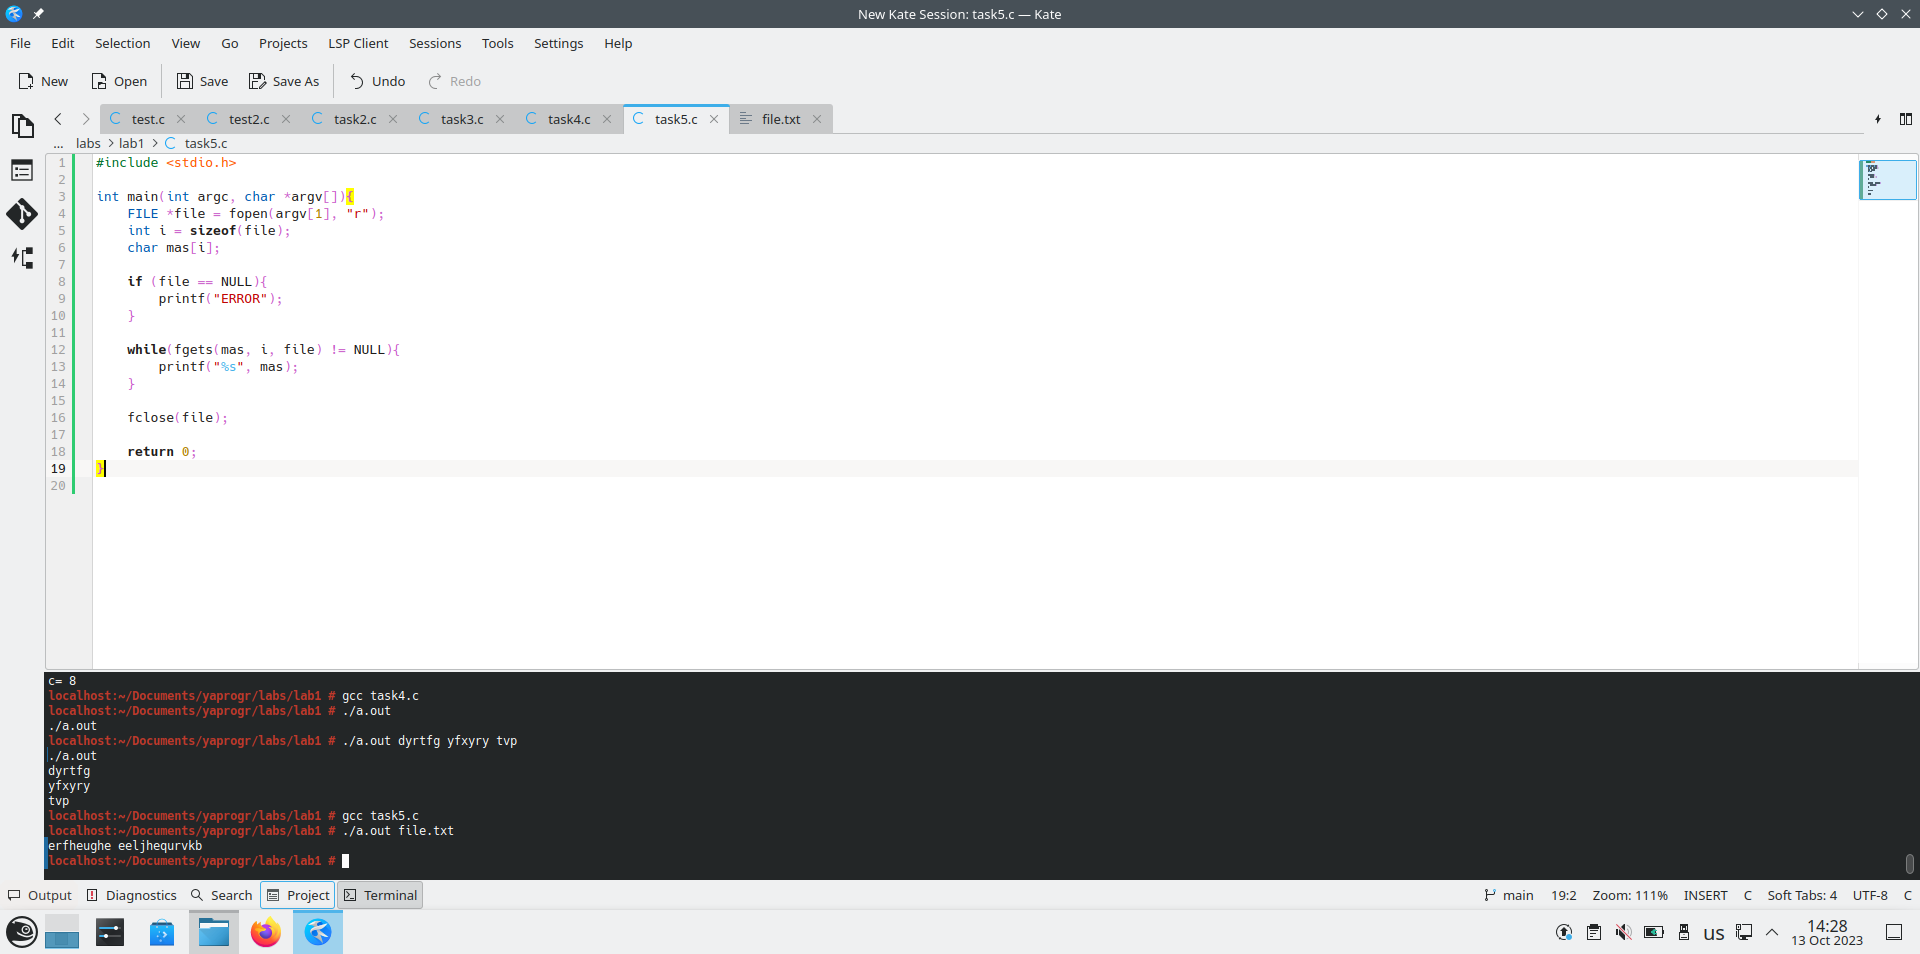 New Kate Session: task5.c — Kate
File Edit Selection View Go Projects LSP Client Sessions Tools Settings Help
New Open Save Save As Undo Redo
test.c test2.c task2.c task3.c task4.c task5.c file.txt
... labs > lab1 > task5.c
1 #include <stdio.h>
2
3 int main(int argc, char *argv[]){
4     FILE *file = fopen(argv[1], "r");
5     int i = sizeof(file);
6     char mas[i];
7
8     if (file == NULL){
9         printf("ERROR");
10     }
11
12     while(fgets(mas, i, file) != NULL){
13         printf("%s", mas);
14     }
15
16     fclose(file);
17
18     return 0;
19 }
20
c= 8
localhost:~/Documents/yaprogr/labs/lab1 # gcc task4.c
localhost:~/Documents/yaprogr/labs/lab1 # ./a.out
./a.out
localhost:~/Documents/yaprogr/labs/lab1 # ./a.out dyrtfg yfxyry tvp
./a.out
dyrtfg
yfxyry
tvp
localhost:~/Documents/yaprogr/labs/lab1 # gcc task5.c
localhost:~/Documents/yaprogr/labs/lab1 # ./a.out file.txt
erfheughe eeljhequrvkb
localhost:~/Documents/yaprogr/labs/lab1 #
Output Diagnostics Search Project Terminal main 19:2 Zoom: 111% INSERT C Soft Tabs: 4 UTF-8 C
us 14:28
13 Oct 2023